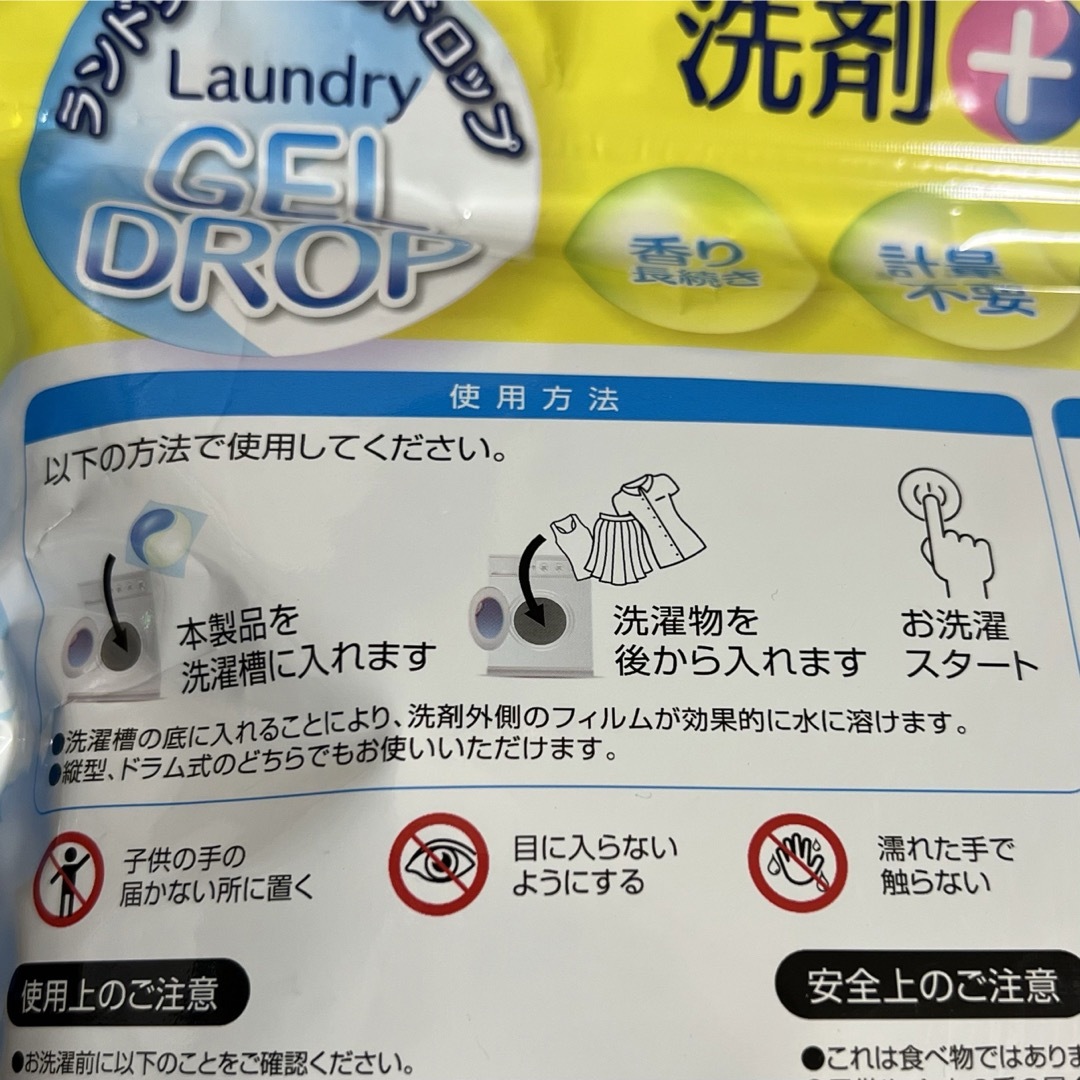 ランド
ドロップ
Laundry
GEL
DROP
洗剤+
香り
長続き
計量
不要
使用方法
以下の方法で使用してください。
本製品を
洗濯槽に入れます
洗濯物を
後から入れます
お洗濯
スタート
●洗濯槽の底に入れることにより、洗剤外側のフィルムが効果的に水に溶けます。
●縦型、ドラム式のどちらでもお使いいただけます。
子供の手の
届かない所に置く
目に入らない
ようにする
濡れた手で
触らない
使用上のご注意
●お洗濯前に以下のことをご確認ください。
安全上のご注意
●これは食べ物ではありま